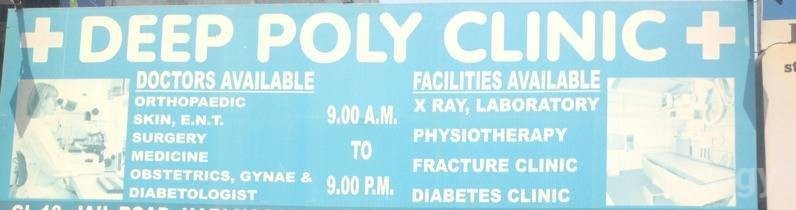 DEEP POLY CLINIC
DOCTORS AVAILABLE
ORTHOPAEDIC
SKIN, E.N.T.
SURGERY
MEDICINE
OBSTETRICS, GYNAE &
DIABETOLOGIST
9.00 A.M.
TO
9.00 P.M.
FACILITIES AVAILABLE
X RAY, LABORATORY
PHYSIOTHERAPY
FRACTURE CLINIC
DIABETES CLINIC